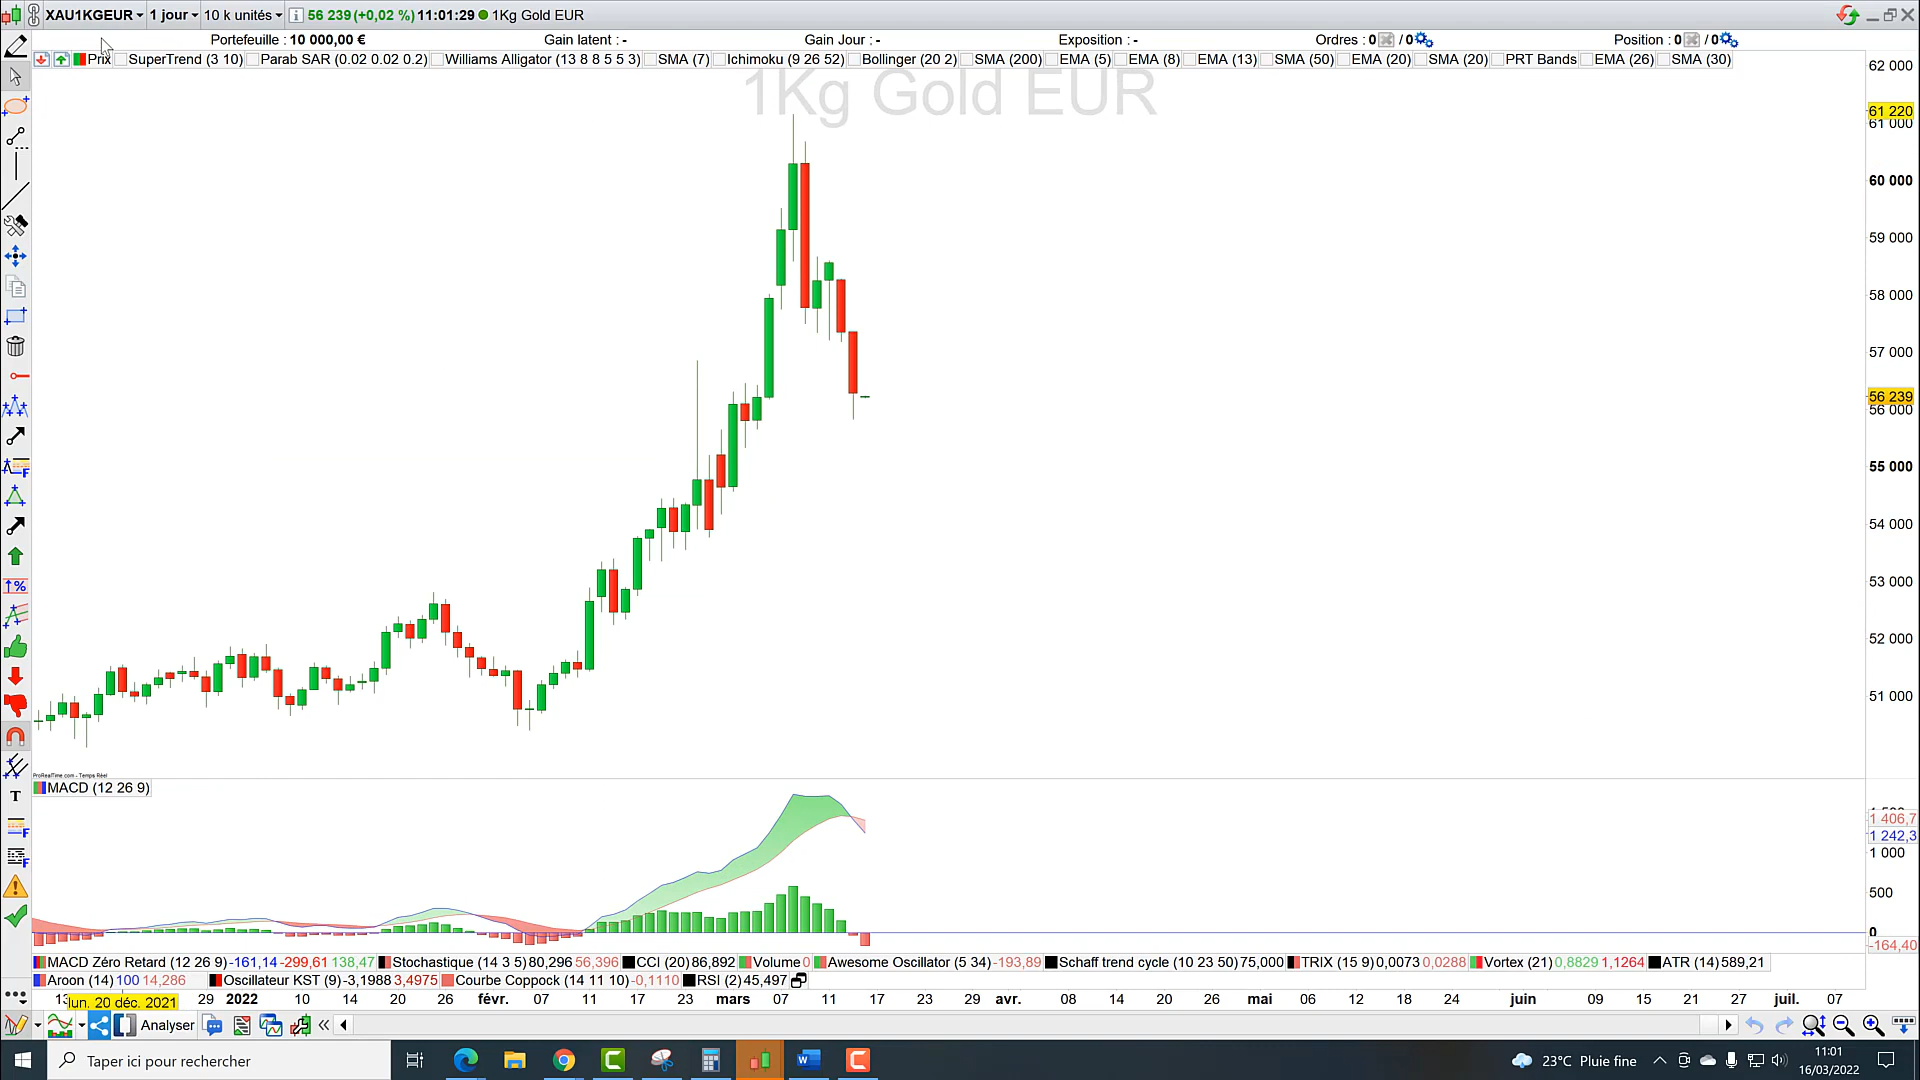 XAU1KGEUR 1 jour 10 k unités 56 239 (+0,02 %) 11:01:29 1Kg Gold EUR
Portefeuille : 10 000,00 € Gain latent : - Gain Jour : - Exposition : - Ordres : 0 / 0 Position : 0 / 0
Prix SuperTrend (3 10) Parab SAR (0.02 0.02 0.2) Williams Alligator (13 8 8 5 5 3) SMA (7) Ichimoku (9 26 52) Bollinger (20 2) SMA (200) EMA (5) EMA (8) EMA (13) SMA (50) EMA (20) SMA (20) PRT Bands EMA (26) SMA (30)
1Kg Gold EUR
62 000
61 220
61 000
60 000
59 000
58 000
57 000
56 239
56 000
55 000
54 000
53 000
52 000
51 000
ProRealTime.com - Temps Réel
MACD (12 26 9)
1 406,7
1 242,3
1 000
500
0
-164,40
MACD Zéro Retard (12 26 9) -161,14 -299,61 138,47 Stochastique (14 3 5) 80,296 56,396 CCI (20) 86,892 Volume 0 Awesome Oscillator (5 34) -193,89 Schaff trend cycle (10 23 50) 75,000 TRIX (15 9) 0,0073 0,0288 Vortex (21) 0,8829 1,1264 ATR (14) 589,21
Aroon (14) 100 14,286 Oscillateur KST (9) -3,1988 3,4975 Courbe Coppock (14 11 10) -0,1110 RSI (2) 45,497
lun. 20 déc. 2021 29 2022 10 14 20 26 févr. 07 11 17 23 mars 07 11 17 23 29 avr. 08 14 20 26 mai 06 12 18 24 juin 09 15 21 27 juil. 07
Analyser
Taper ici pour rechercher 23°C Pluie fine 11:01
16/03/2022